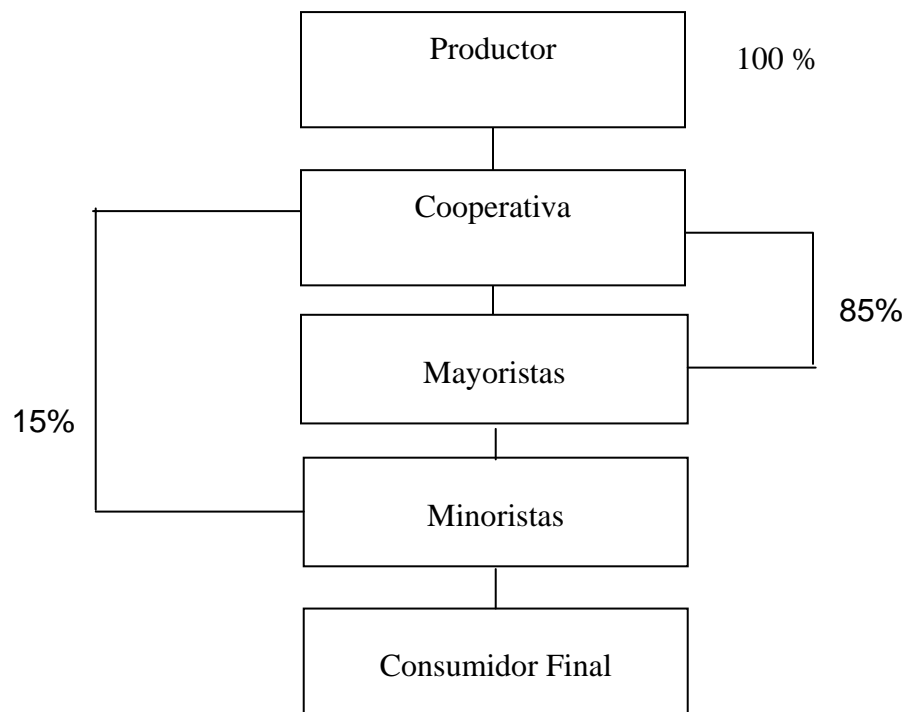 Productor
100 %
Cooperativa
85%
Mayoristas
15%
Minoristas
Consumidor Final